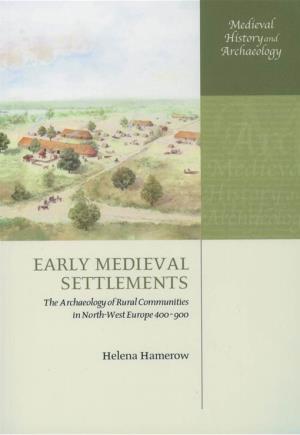 Medieval
History and
Archaeology
EARLY MEDIEVAL
SETTLEMENTS
The Archaeology of Rural Communities
in North-West Europe 400-900
Helena Hamerow